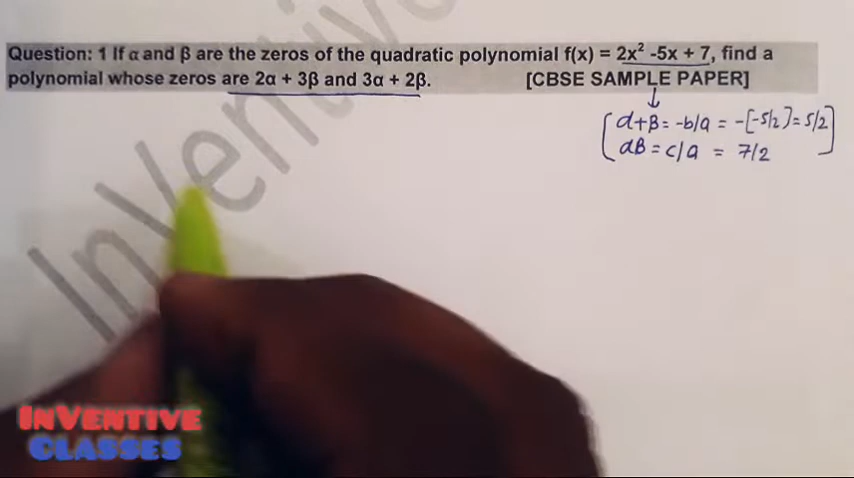 Question: 1 If α and β are the zeros of the quadratic polynomial f(x) = 2x² -5x + 7, find a
polynomial whose zeros are 2α + 3β and 3α + 2β. [CBSE SAMPLE PAPER]
α+β = -b/a = -[-5/2] = 5/2
αβ = c/a = 7/2
InVentive
INVENTIVE
CLASSES